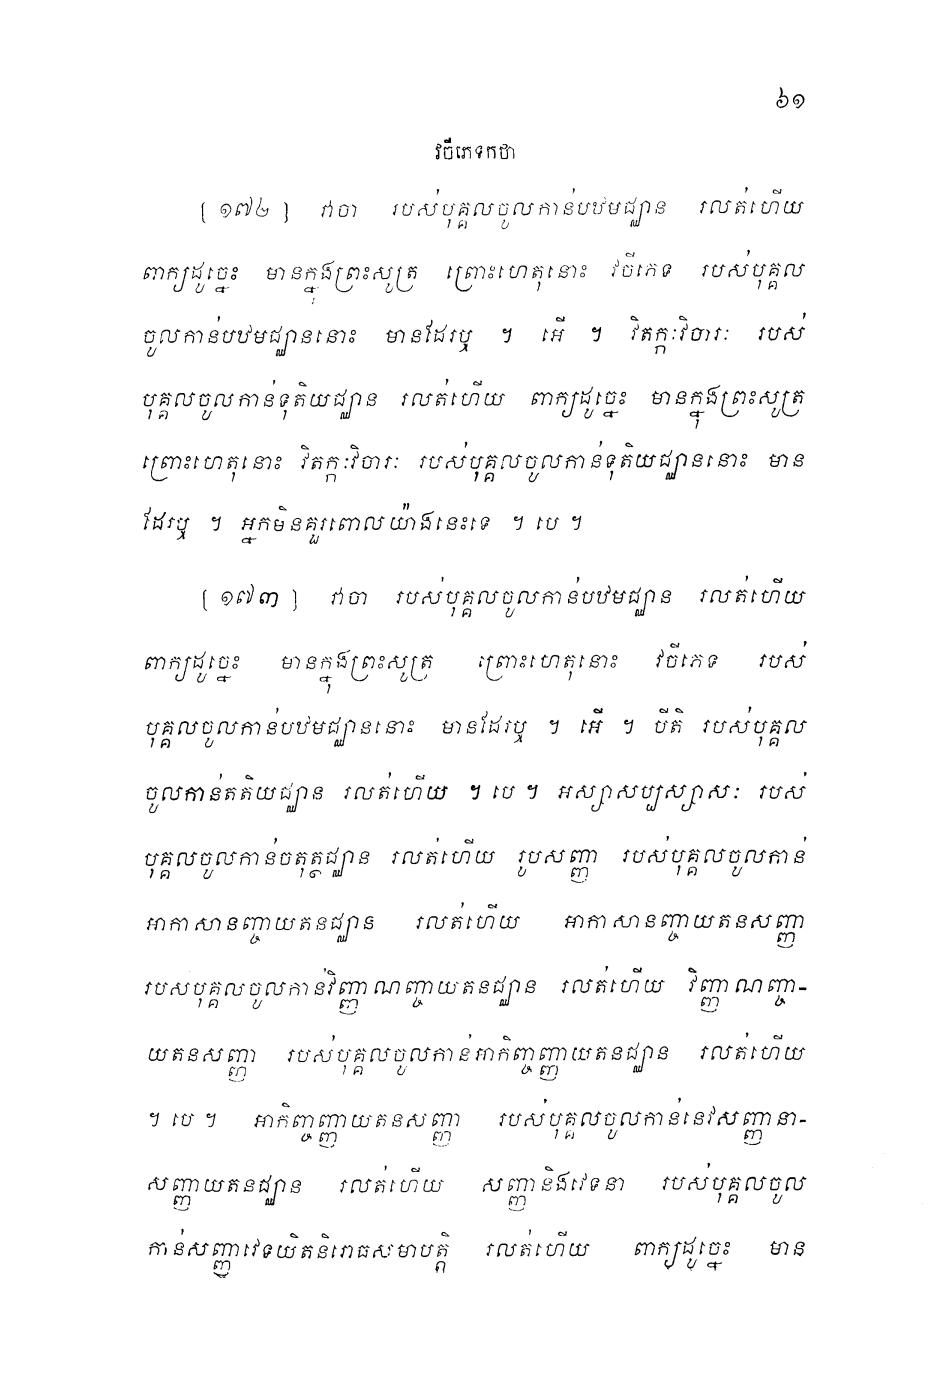 ៦១
វចីភេទកថា
[ ១៧២ ] វាចា របស់បុគ្គលចូលកាន់បឋមជ្ឈាន រលត់ហើយ
ពាក្យដូច្នេះ មានក្នុងព្រះសូត្រ ព្រោះហេតុនោះ វចីភេទ របស់បុគ្គល
ចូលកាន់បឋមជ្ឈាននោះ មានដែរឬ ។ អើ ។ វិតក្កៈវិចារៈ របស់
បុគ្គលចូលកាន់ទុតិយជ្ឈាន រលត់ហើយ ពាក្យដូច្នេះ មានក្នុងព្រះសូត្រ
ព្រោះហេតុនោះ វិតក្កៈវិចារៈ របស់បុគ្គលចូលកាន់ទុតិយជ្ឈាននោះ មាន
ដែរឬ ។ អ្នកមិនគួរពោលយ៉ាងនេះទេ ។ បេ ។
[ ១៧៣ ] វាចា របស់បុគ្គលចូលកាន់បឋមជ្ឈាន រលត់ហើយ
ពាក្យដូច្នេះ មានក្នុងព្រះសូត្រ ព្រោះហេតុនោះ វចីភេទ របស់
បុគ្គលចូលកាន់បឋមជ្ឈាននោះ មានដែរឬ ។ អើ ។ បីតិ របស់បុគ្គល
ចូលកាន់តតិយជ្ឈាន រលត់ហើយ ។ បេ ។ អស្សាសប្បស្សាសៈ របស់
បុគ្គលចូលកាន់ចតុត្ថជ្ឈាន រលត់ហើយ រូបសញ្ញា របស់បុគ្គលចូលកាន់
អាកាសានញ្ចាយតនជ្ឈាន រលត់ហើយ អាកាសានញ្ចាយតនសញ្ញា
របសបុគ្គលចូលកាន់វិញ្ញាណញ្ចាយតនជ្ឈាន រលត់ហើយ វិញ្ញាណញ្ចា-
យតនសញ្ញា របស់បុគ្គលចូលកាន់អាកិញ្ចញ្ញាយតនជ្ឈាន រលត់ហើយ
។ បេ ។ អាកិញ្ចញ្ញាយតនសញ្ញា របស់បុគ្គលចូលកាន់នេវសញ្ញានា-
សញ្ញាយតនជ្ឈាន រលត់ហើយ សញ្ញានិងវេទនា របស់បុគ្គលចូល
កាន់សញ្ញាវេទយិតនិរោធសមាបត្តិ រលត់ហើយ ពាក្យដូច្នេះ មាន